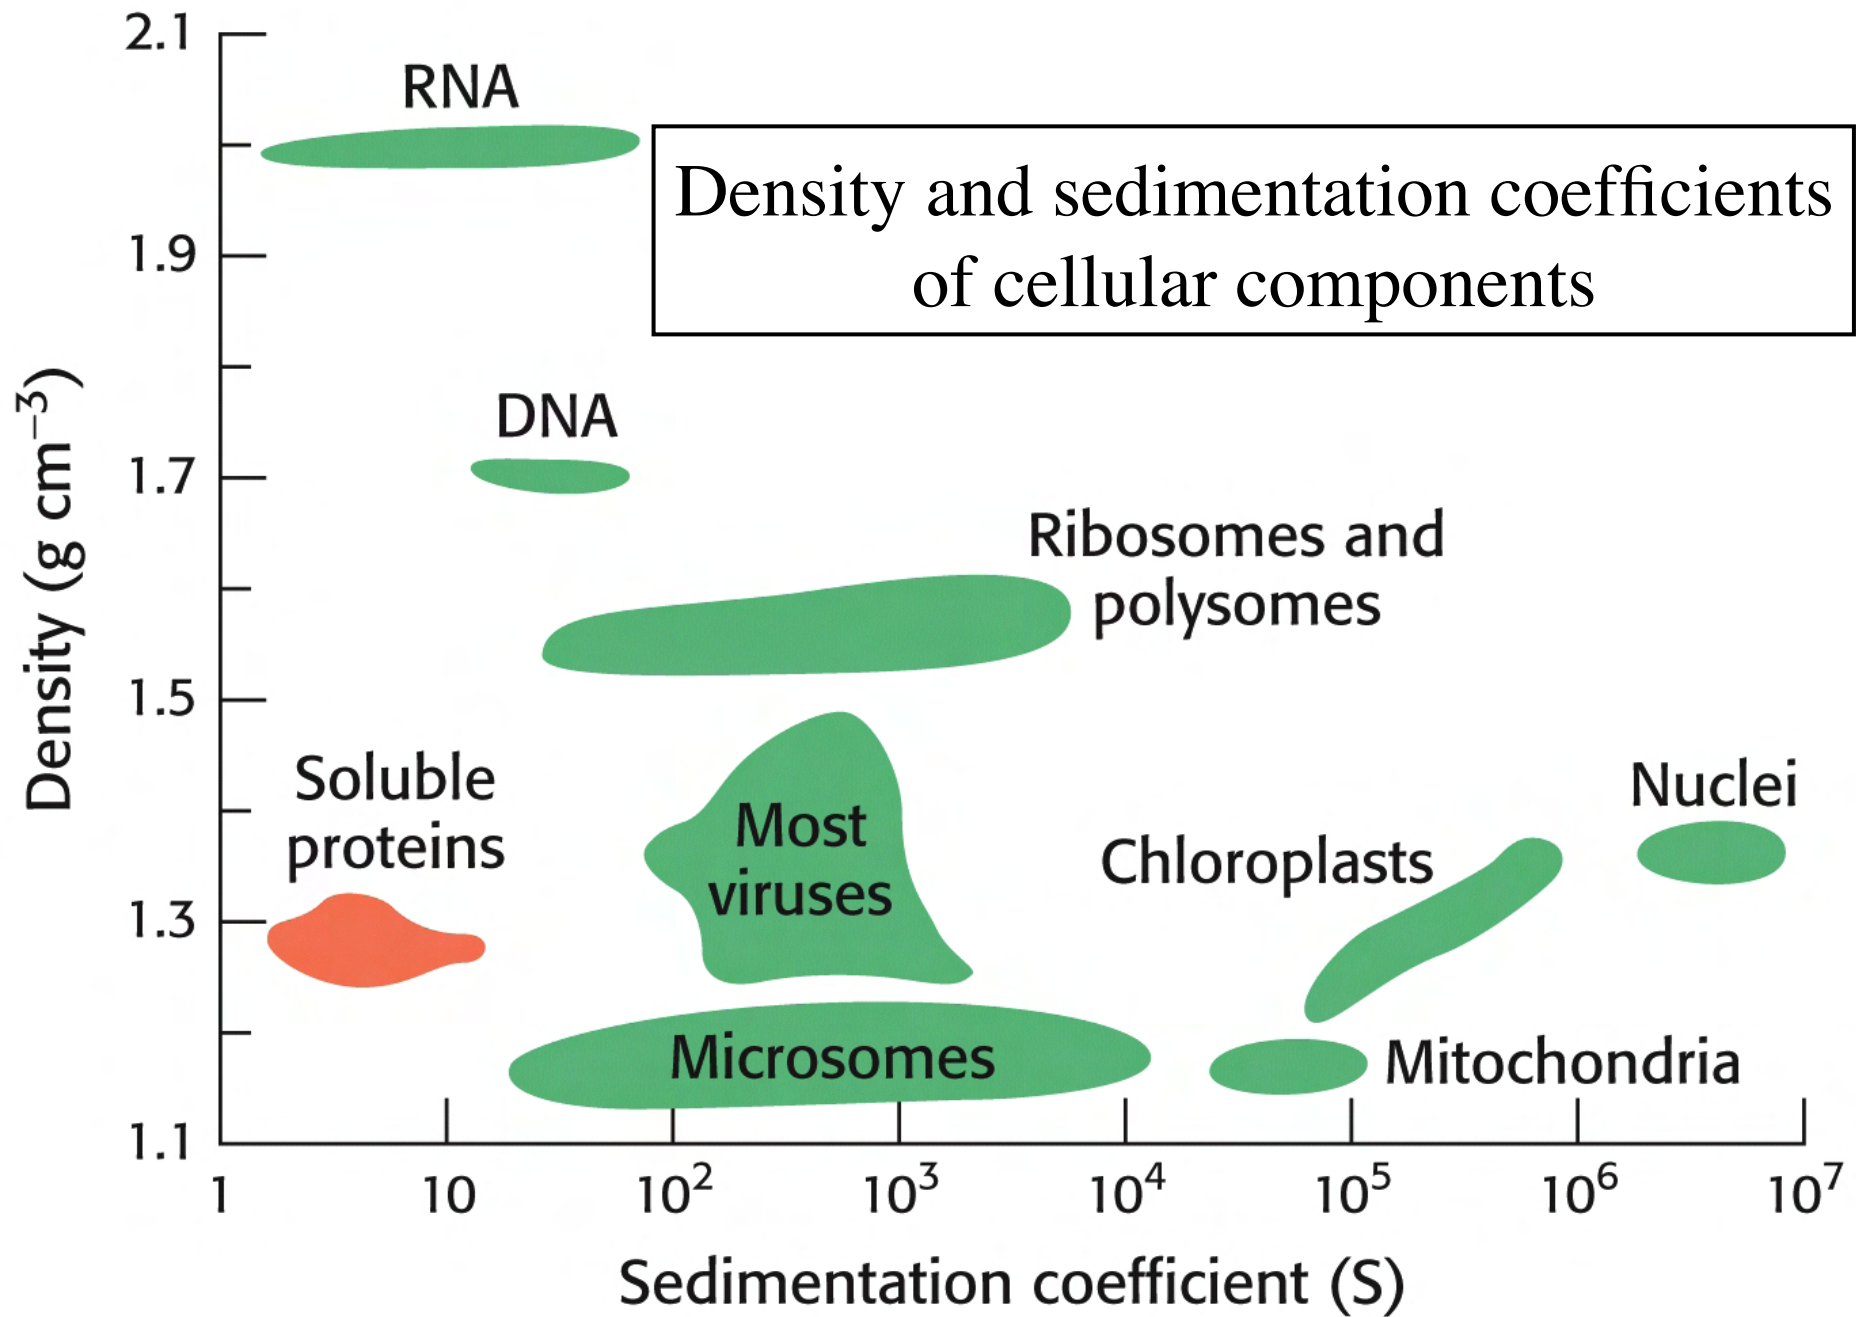 2.1
RNA
Density and sedimentation coefficients
of cellular components
1.9
DNA
1.7
Ribosomes and
polysomes
1.5
Density (g cm⁻³)
Soluble
proteins
Most
viruses
Nuclei
Chloroplasts
1.3
Microsomes
Mitochondria
1.1
1 10 10² 10³ 10⁴ 10⁵ 10⁶ 10⁷
Sedimentation coefficient (S)